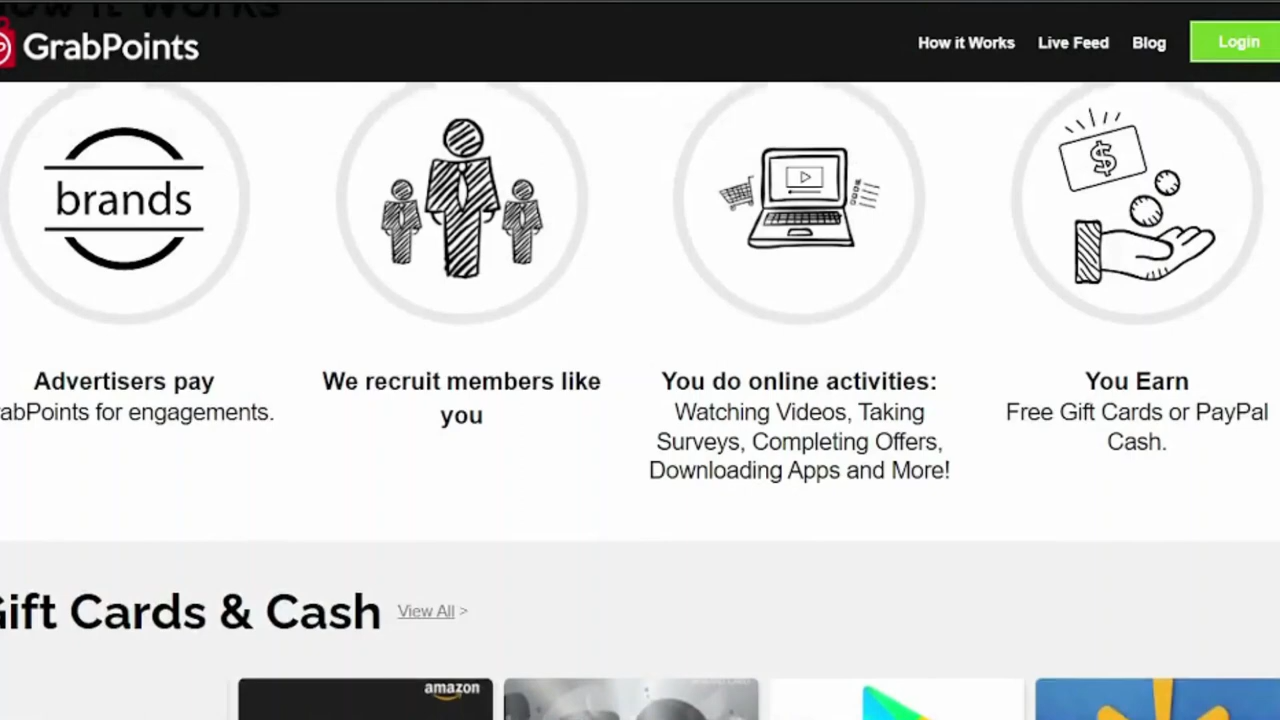 GrabPoints
How it Works
Live Feed
Blog
Login
brands
Advertisers pay
abPoints for engagements.
We recruit members like
you
You do online activities:
Watching Videos, Taking
Surveys, Completing Offers,
Downloading Apps and More!
You Earn
Free Gift Cards or PayPal
Cash.
Gift Cards & Cash
View All >
amazon